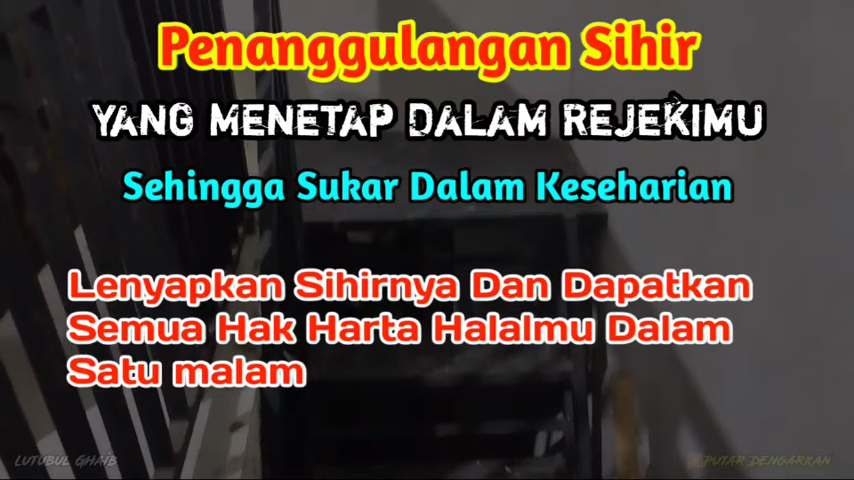 Penanggulangan Sihir
YANG MENETAP DALAM REJEKIMU
Sehingga Sukar Dalam Keseharian
Lenyapkan Sihirnya Dan Dapatkan
Semua Hak Harta Halalmu Dalam
Satu malam
LUTUBUL GHAIB
PUTAR DENGARKAN